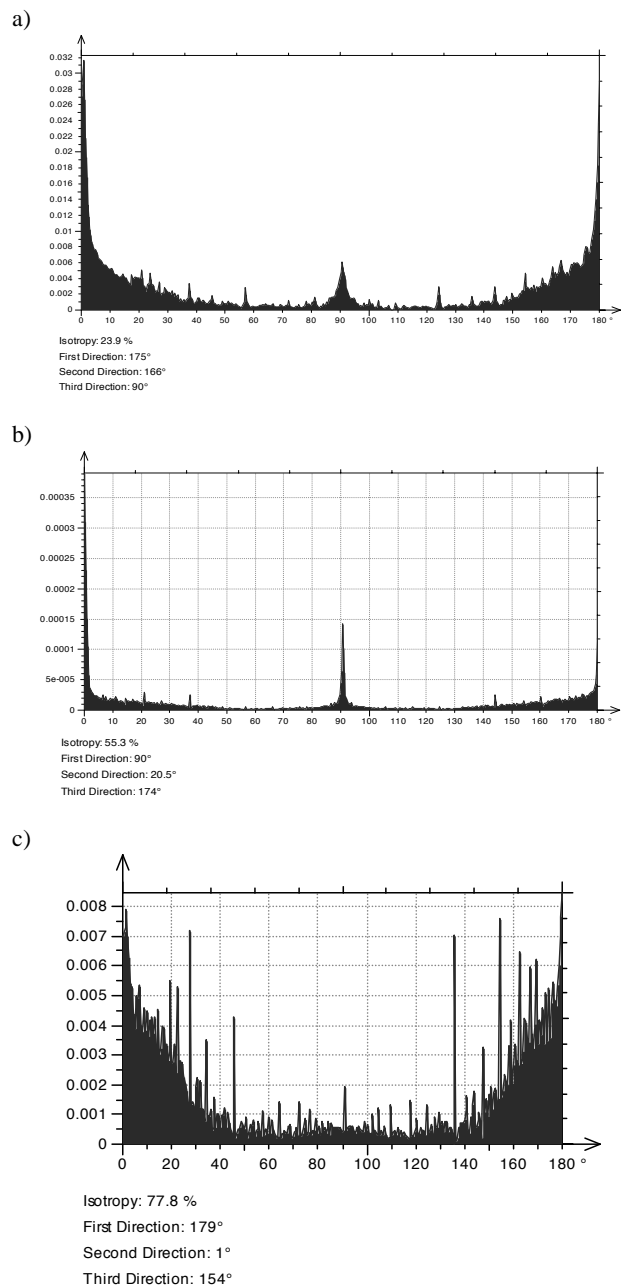 a)
0.032
0.03
0.028
0.026
0.024
0.022
0.02
0.018
0.016
0.014
0.012
0.01
0.008
0.006
0.004
0.002
0
0 10 20 30 40 50 60 70 80 90 100 110 120 130 140 150 160 170 180 °
Isotropy: 23.9 %
First Direction: 175°
Second Direction: 166°
Third Direction: 90°
b)
0.00035
0.0003
0.00025
0.0002
0.00015
0.0001
5e-005
0
0 10 20 30 40 50 60 70 80 90 100 110 120 130 140 150 160 170 180 °
Isotropy: 55.3 %
First Direction: 90°
Second Direction: 20.5°
Third Direction: 174°
c)
0.008
0.007
0.006
0.005
0.004
0.003
0.002
0.001
0
0 20 40 60 80 100 120 140 160 180 °
Isotropy: 77.8 %
First Direction: 179°
Second Direction: 1°
Third Direction: 154°